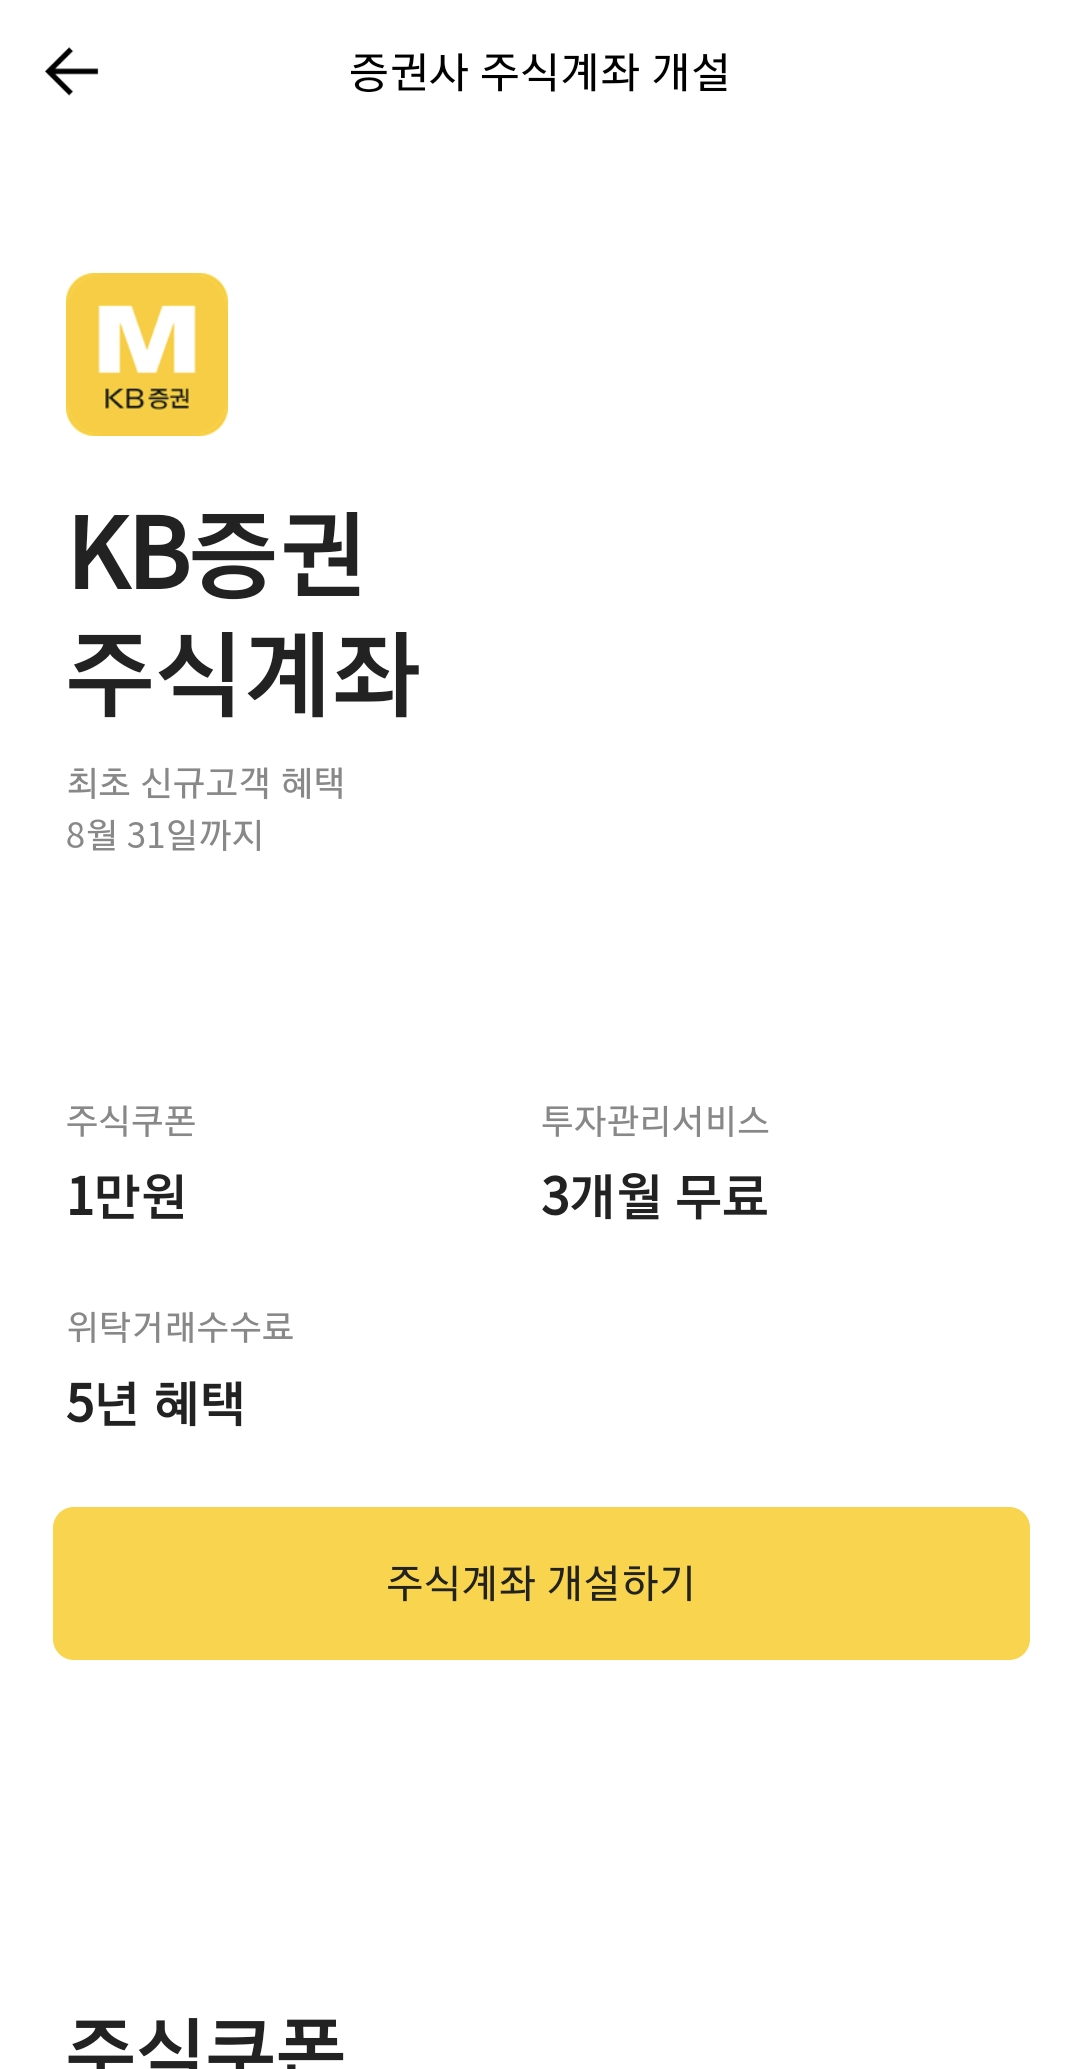 증권사 주식계좌 개설
M
KB증권
KB증권
주식계좌
최초 신규고객 혜택
8월 31일까지
주식쿠폰
1만원
투자관리서비스
3개월 무료
위탁거래수수료
5년 혜택
주식계좌 개설하기
주식쿠폰